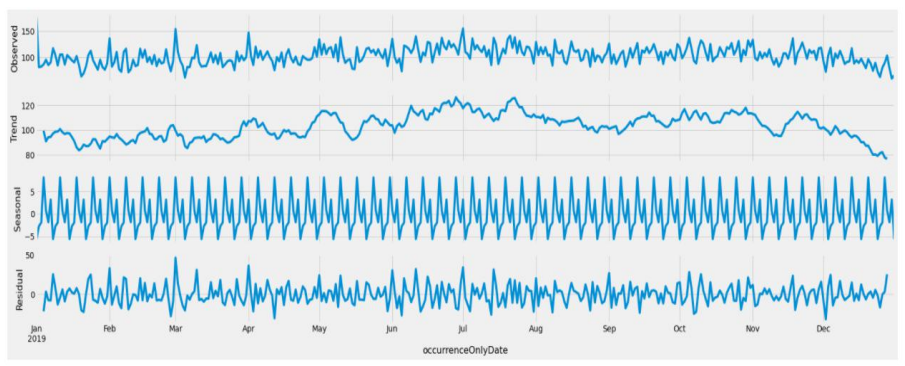 Observed
150
100
Trend
120
100
80
Seasonal
5
0
−5
Residual
50
0
Jan Feb Mar Apr May Jun Jul Aug Sep Oct Nov Dec
2019
occurrenceOnlyDate